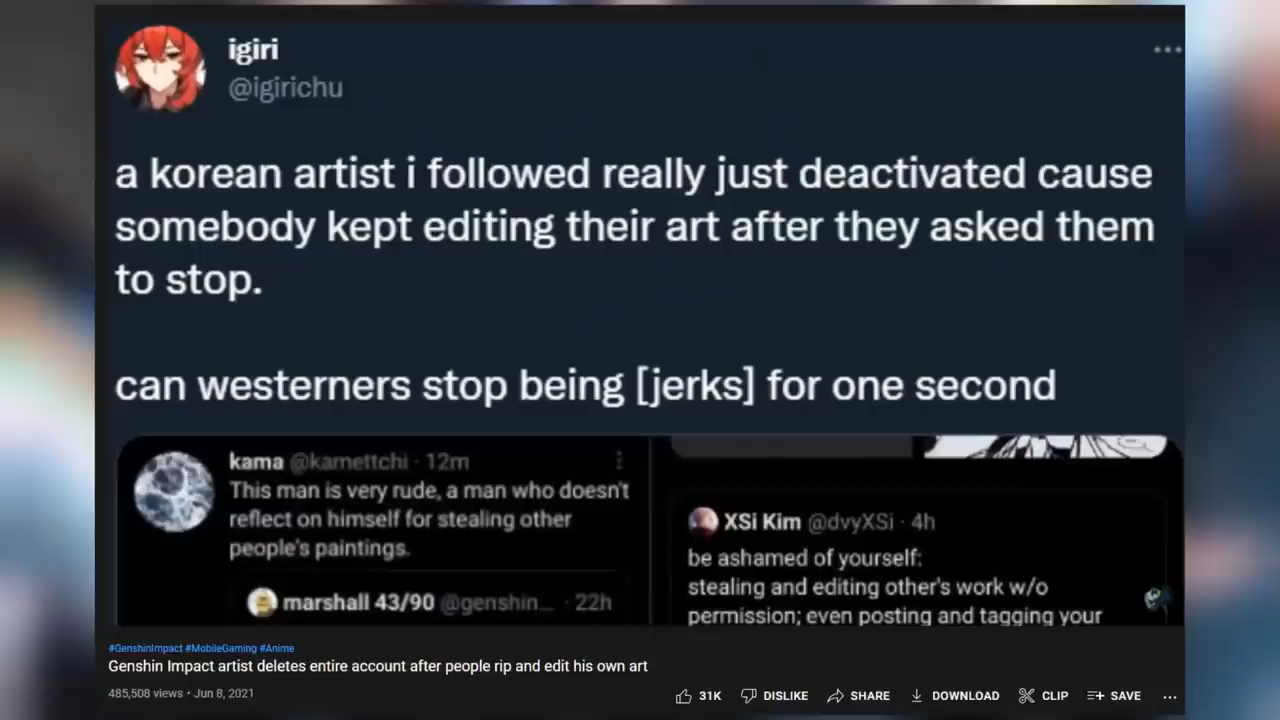 igiri
@igirichu
a korean artist i followed really just deactivated cause
somebody kept editing their art after they asked them
to stop.
can westerners stop being [jerks] for one second
kama @kamettchi · 12m
This man is very rude, a man who doesn't
reflect on himself for stealing other
people's paintings.
marshall 43/90 @genshin... · 22h
XSi Kim @dvyXSi · 4h
be ashamed of yourself:
stealing and editing other's work w/o
permission; even posting and tagging your
#GenshinImpact #MobileGaming #Anime
Genshin Impact artist deletes entire account after people rip and edit his own art
485,508 views · Jun 8, 2021
31K DISLIKE SHARE DOWNLOAD CLIP SAVE